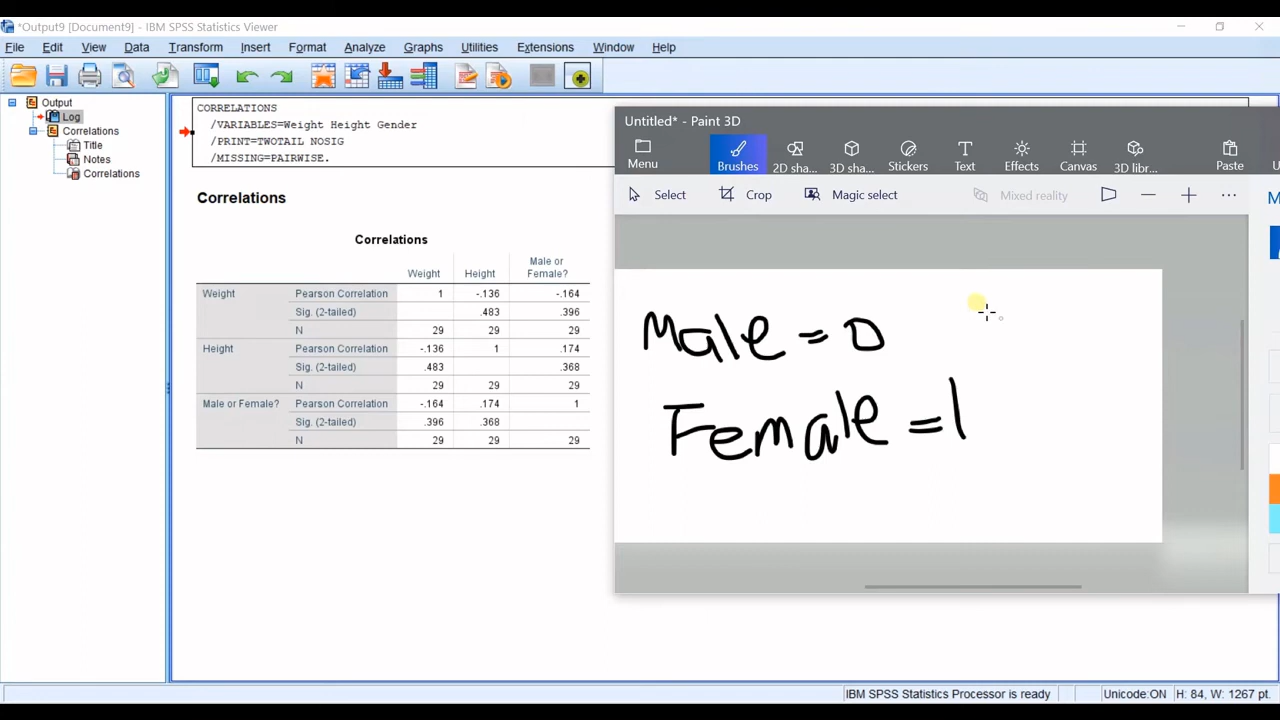 *Output9 [Document9] - IBM SPSS Statistics Viewer
File Edit View Data Transform Insert Format Graphs Utilities Extensions Window Help
Output
Log
Correlations
Title
Notes
Correlations
CORRELATIONS
/VARIABLES=Weight Height Gender
/PRINT=TWOTAIL NOSIG
/MISSING=PAIRWISE.
Correlations
Correlations
Weight Height Male or Female?
Weight Pearson Correlation 1 -.136 -.164
Sig. (2-tailed) .483 .396
N 29 29 29
Height Pearson Correlation -.136 1 .174
Sig. (2-tailed) .483 .368
N 29 29 29
Male or Female? Pearson Correlation -.164 .174 1
Sig. (2-tailed) .396 .368
N 29 29 29
Untitled* - Paint 3D
Menu Brushes 2D sha... 3D sha... Stickers Text Effects Canvas 3D libr... Paste U
Select Crop Magic select Mixed reality ...
M
Male = 0
Female = 1
IBM SPSS Statistics Processor is ready Unicode:ON H: 84, W: 1267 pt.